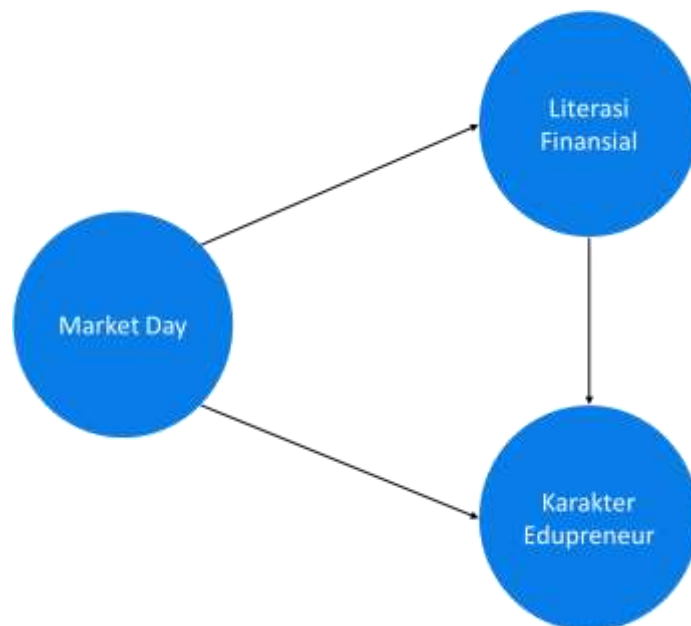 Literasi
Finansial
Market Day
Karakter
Edupreneur